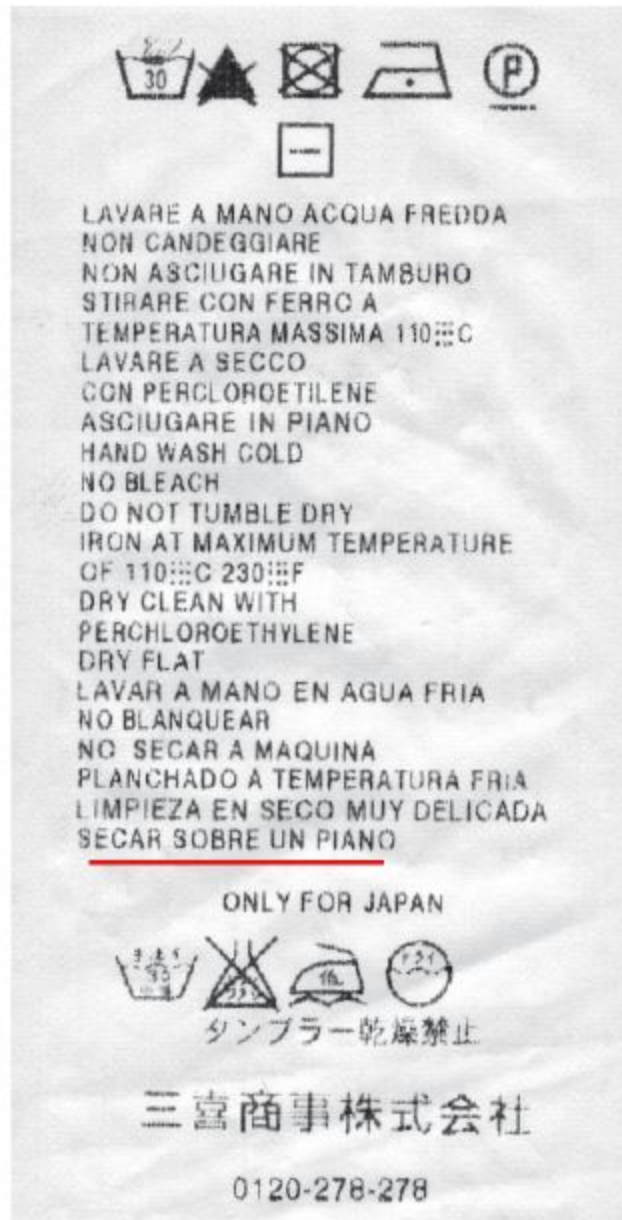 30
P
LAVARE A MANO ACQUA FREDDA
NON CANDEGGIARE
NON ASCIUGARE IN TAMBURO
STIRARE CON FERRO A
TEMPERATURA MASSIMA 110 C
LAVARE A SECCO
CON PERCLOROETILENE
ASCIUGARE IN PIANO
HAND WASH COLD
NO BLEACH
DO NOT TUMBLE DRY
IRON AT MAXIMUM TEMPERATURE
OF 110 C 230 F
DRY CLEAN WITH
PERCHLOROETHYLENE
DRY FLAT
LAVAR A MANO EN AGUA FRIA
NO BLANQUEAR
NO SECAR A MAQUINA
PLANCHADO A TEMPERATURA FRIA
LIMPIEZA EN SECO MUY DELICADA
SECAR SOBRE UN PIANO
ONLY FOR JAPAN
低 ドライ
タンブラー乾燥禁止
三喜商事株式会社
0120-278-278